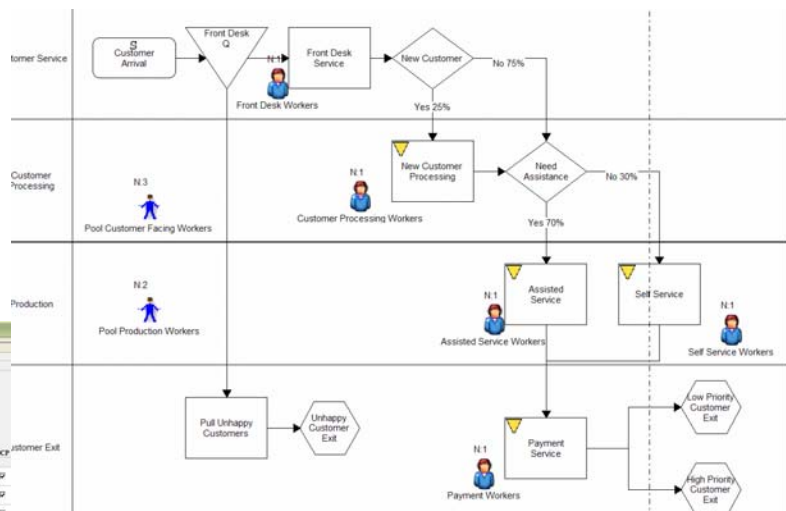 S
Customer
Arrival
Front Desk
Q
N:1
Front Desk
Service
New Customer
No 75%
tomer Service
Front Desk Workers
Yes 25%
Customer
Processing
N:3
Pool Customer Facing Workers
N:1
Customer Processing Workers
New Customer
Processing
Need
Assistance
No 30%
Yes 70%
Production
N:2
Pool Production Workers
N:1
Assisted Service Workers
Assisted
Service
Self Service
N:1
Self Service Workers
ustomer Exit
Pull Unhappy
Customers
Unhappy
Customer
Exit
N:1
Payment Workers
Payment
Service
Low Priority
Customer
Exit
High Priority
Customer
Exit